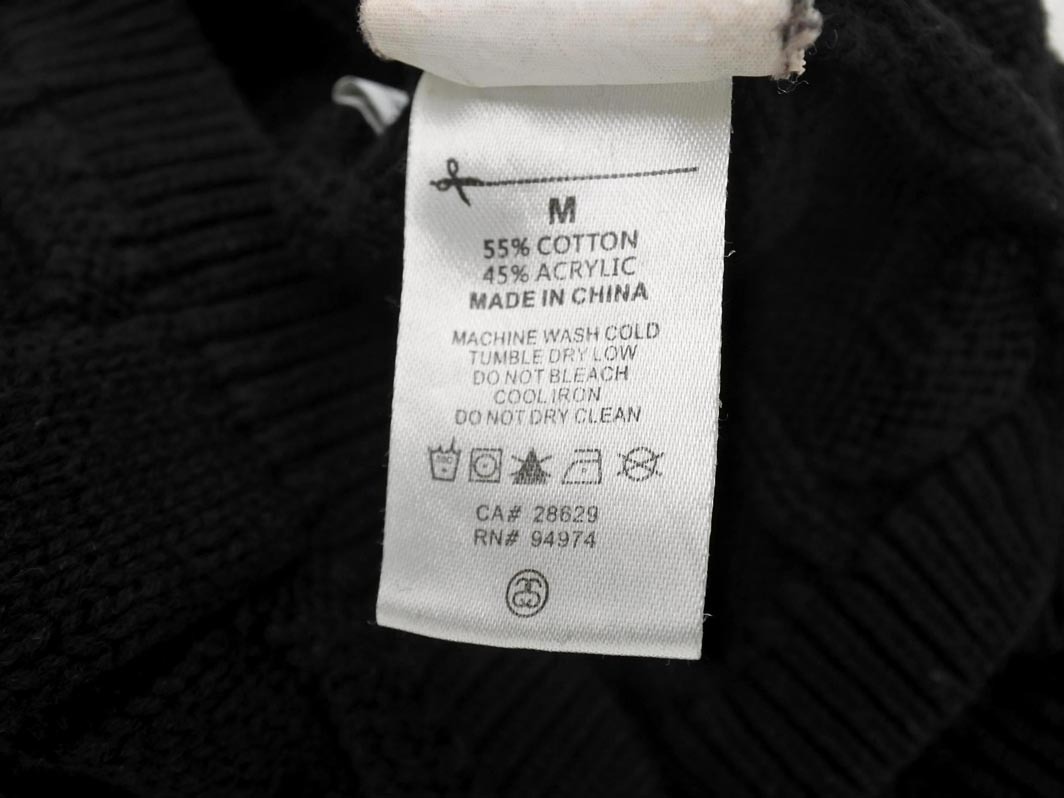 M
55% COTTON
45% ACRYLIC
MADE IN CHINA
MACHINE WASH COLD
TUMBLE DRY LOW
DO NOT BLEACH
COOL IRON
DO NOT DRY CLEAN
CA# 28629
RN# 94974